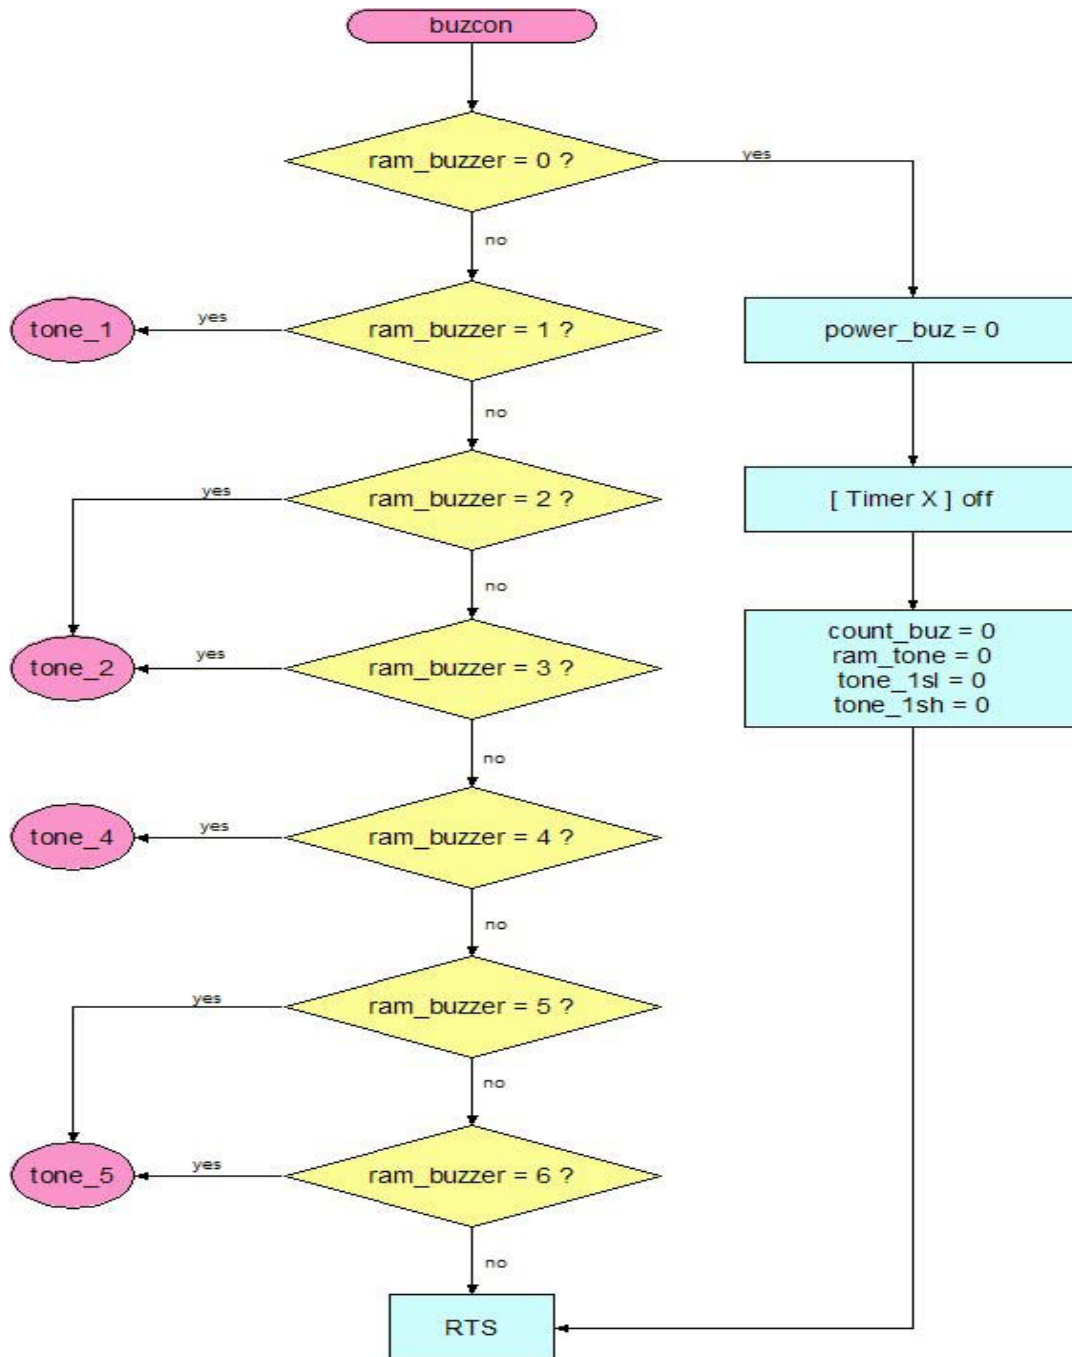 buzcon
ram_buzzer = 0 ?
yes
no
tone_1
yes
ram_buzzer = 1 ?
power_buz = 0
no
yes
ram_buzzer = 2 ?
[ Timer X ] off
no
count_buz = 0
ram_tone = 0
tone_1sl = 0
tone_1sh = 0
tone_2
yes
ram_buzzer = 3 ?
no
tone_4
yes
ram_buzzer = 4 ?
no
yes
ram_buzzer = 5 ?
no
tone_5
yes
ram_buzzer = 6 ?
no
RTS